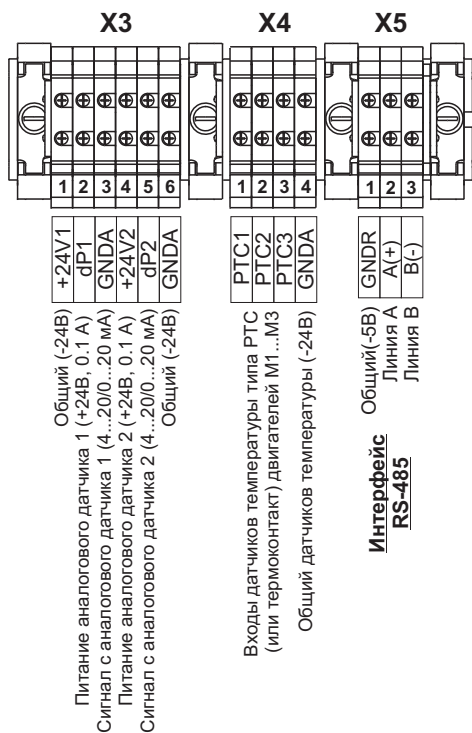 X3 X4 X5
1 2 3 4 5 6 1 2 3 4 1 2 3
+24V1
dP1
GNDA
+24V2
dP2
GNDA
PTC1
PTC2
PTC3
GNDA
GNDR
A(+)
B(-)
Общий (-24В)
Питание аналогового датчика 1 (+24В, 0.1 А)
Сигнал с аналогового датчика 1 (4...20/0...20 мА)
Питание аналогового датчика 2 (+24В, 0.1 А)
Сигнал с аналогового датчика 2 (4...20/0...20 мА)
Общий (-24В)
Входы датчиков температуры типа PTC
(или термоконтакт) двигателей М1...М3
Общий датчиков температуры (-24В)
Общий(-5В)
Линия А
Линия В
Интерфейс
RS-485